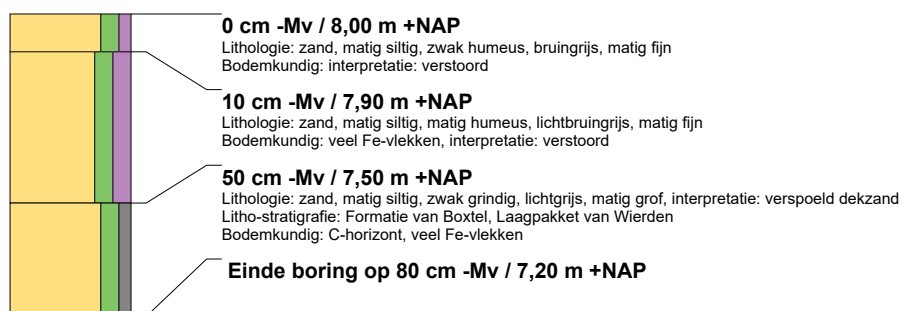 0 cm -Mv / 8,00 m +NAP
Lithologie: zand, matig siltig, zwak humeus, bruingrijs, matig fijn
Bodemkundig: interpretatie: verstoord
10 cm -Mv / 7,90 m +NAP
Lithologie: zand, matig siltig, matig humeus, lichtbruingrijs, matig fijn
Bodemkundig: veel Fe-vlekken, interpretatie: verstoord
50 cm -Mv / 7,50 m +NAP
Lithologie: zand, matig siltig, zwak grindig, lichtgrijs, matig grof, interpretatie: verspoeld dekzand
Litho-stratigrafie: Formatie van Boxtel, Laagpakket van Wierden
Bodemkundig: C-horizont, veel Fe-vlekken
Einde boring op 80 cm -Mv / 7,20 m +NAP